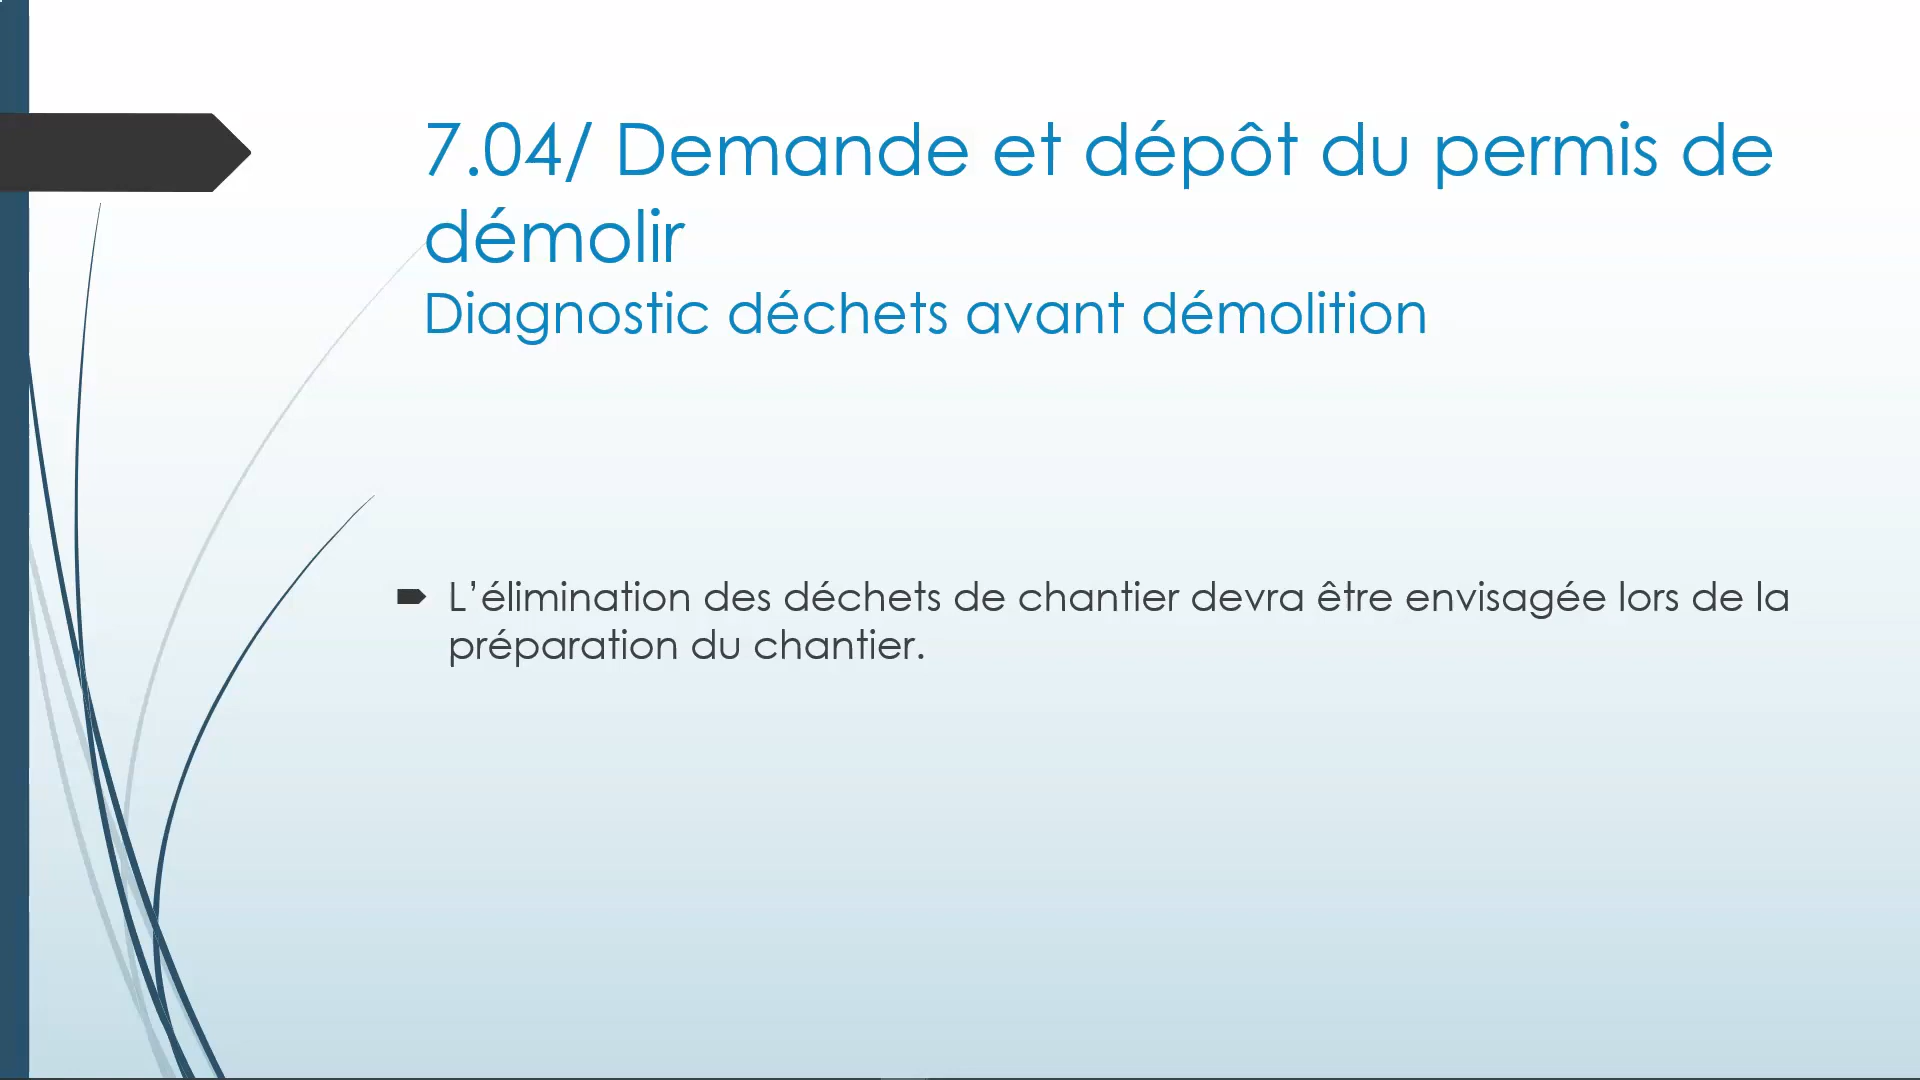 7.04/ Demande et dépôt du permis de
démolir
Diagnostic déchets avant démolition
L’élimination des déchets de chantier devra être envisagée lors de la
préparation du chantier.